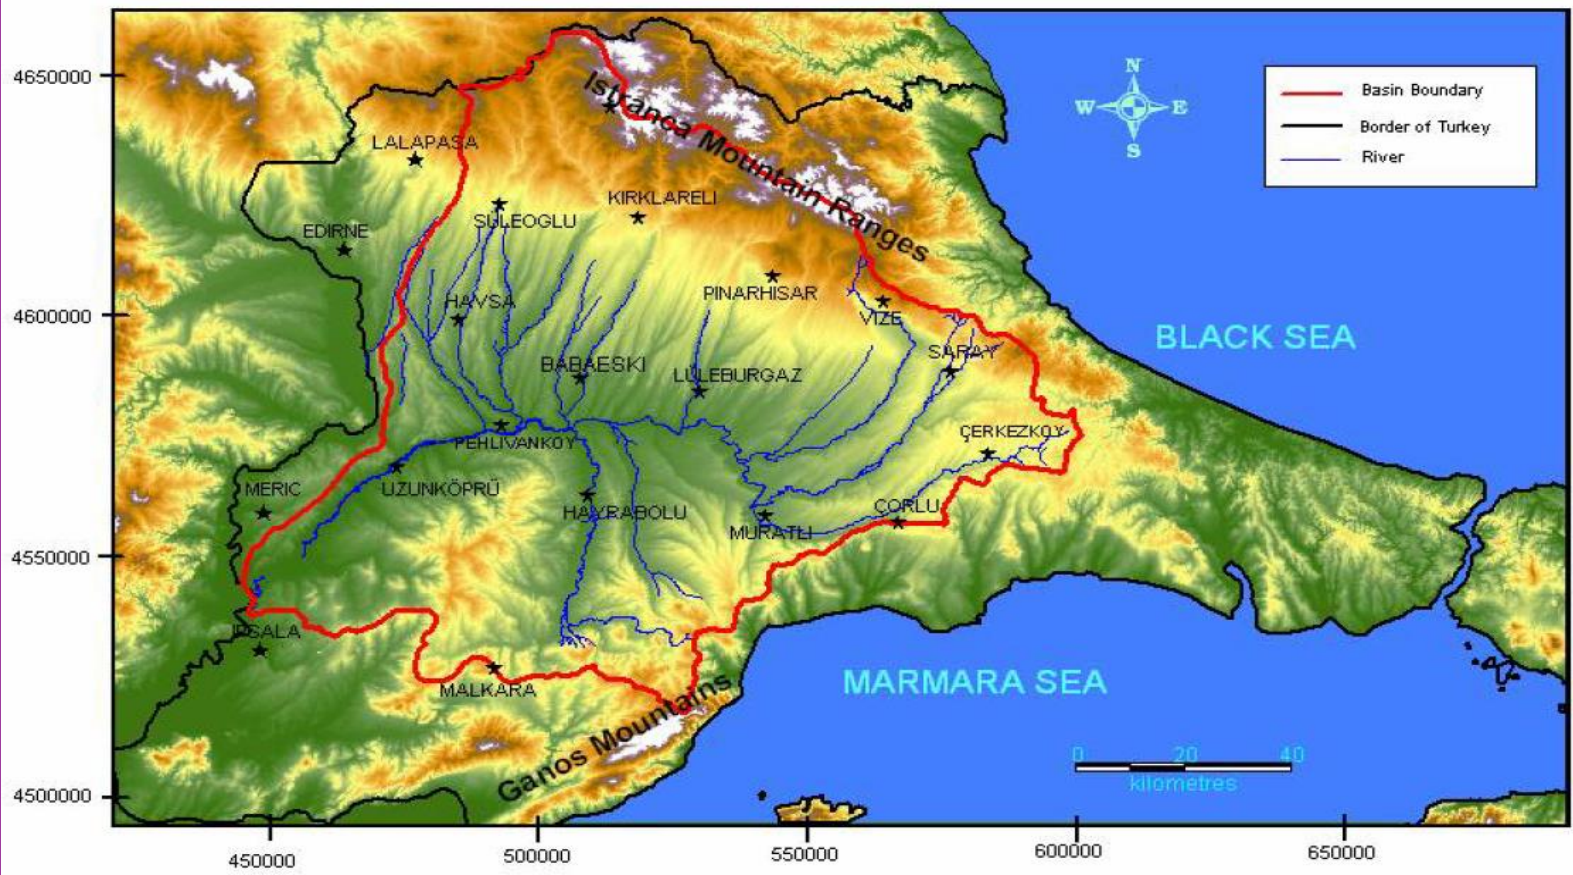 4650000
4600000
4550000
4500000
450000
500000
550000
600000
650000
N
W E
S
Basin Boundary
Border of Turkey
River
Istranca Mountain Ranges
LALAPASA
SULEOGLU
KIRKLARELI
EDIRNE
HAVSA
PINARHISAR
VIZE
BLACK SEA
SARAY
BABAESKI
LULEBURGAZ
ÇERKEZKOY
PEHLIVANKOY
MERIC
UZUNKÖPRÜ
HAYRABOLU
ÇORLU
MURATLI
IPSALA
MALKARA
MARMARA SEA
Ganos Mountains
0 20 40
kilometres